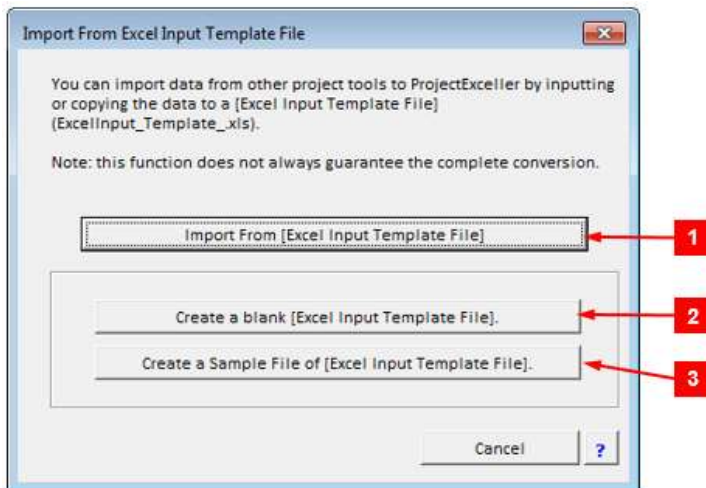 Import From Excel Input Template File
You can import data from other project tools to ProjectExceller by inputting
or copying the data to a [Excel Input Template File]
(ExcelInput_Template_.xls).
Note: this function does not always guarantee the complete conversion.
Import From [Excel Input Template File]
1
Create a blank [Excel Input Template File].
2
Create a Sample File of [Excel Input Template File].
3
Cancel
?